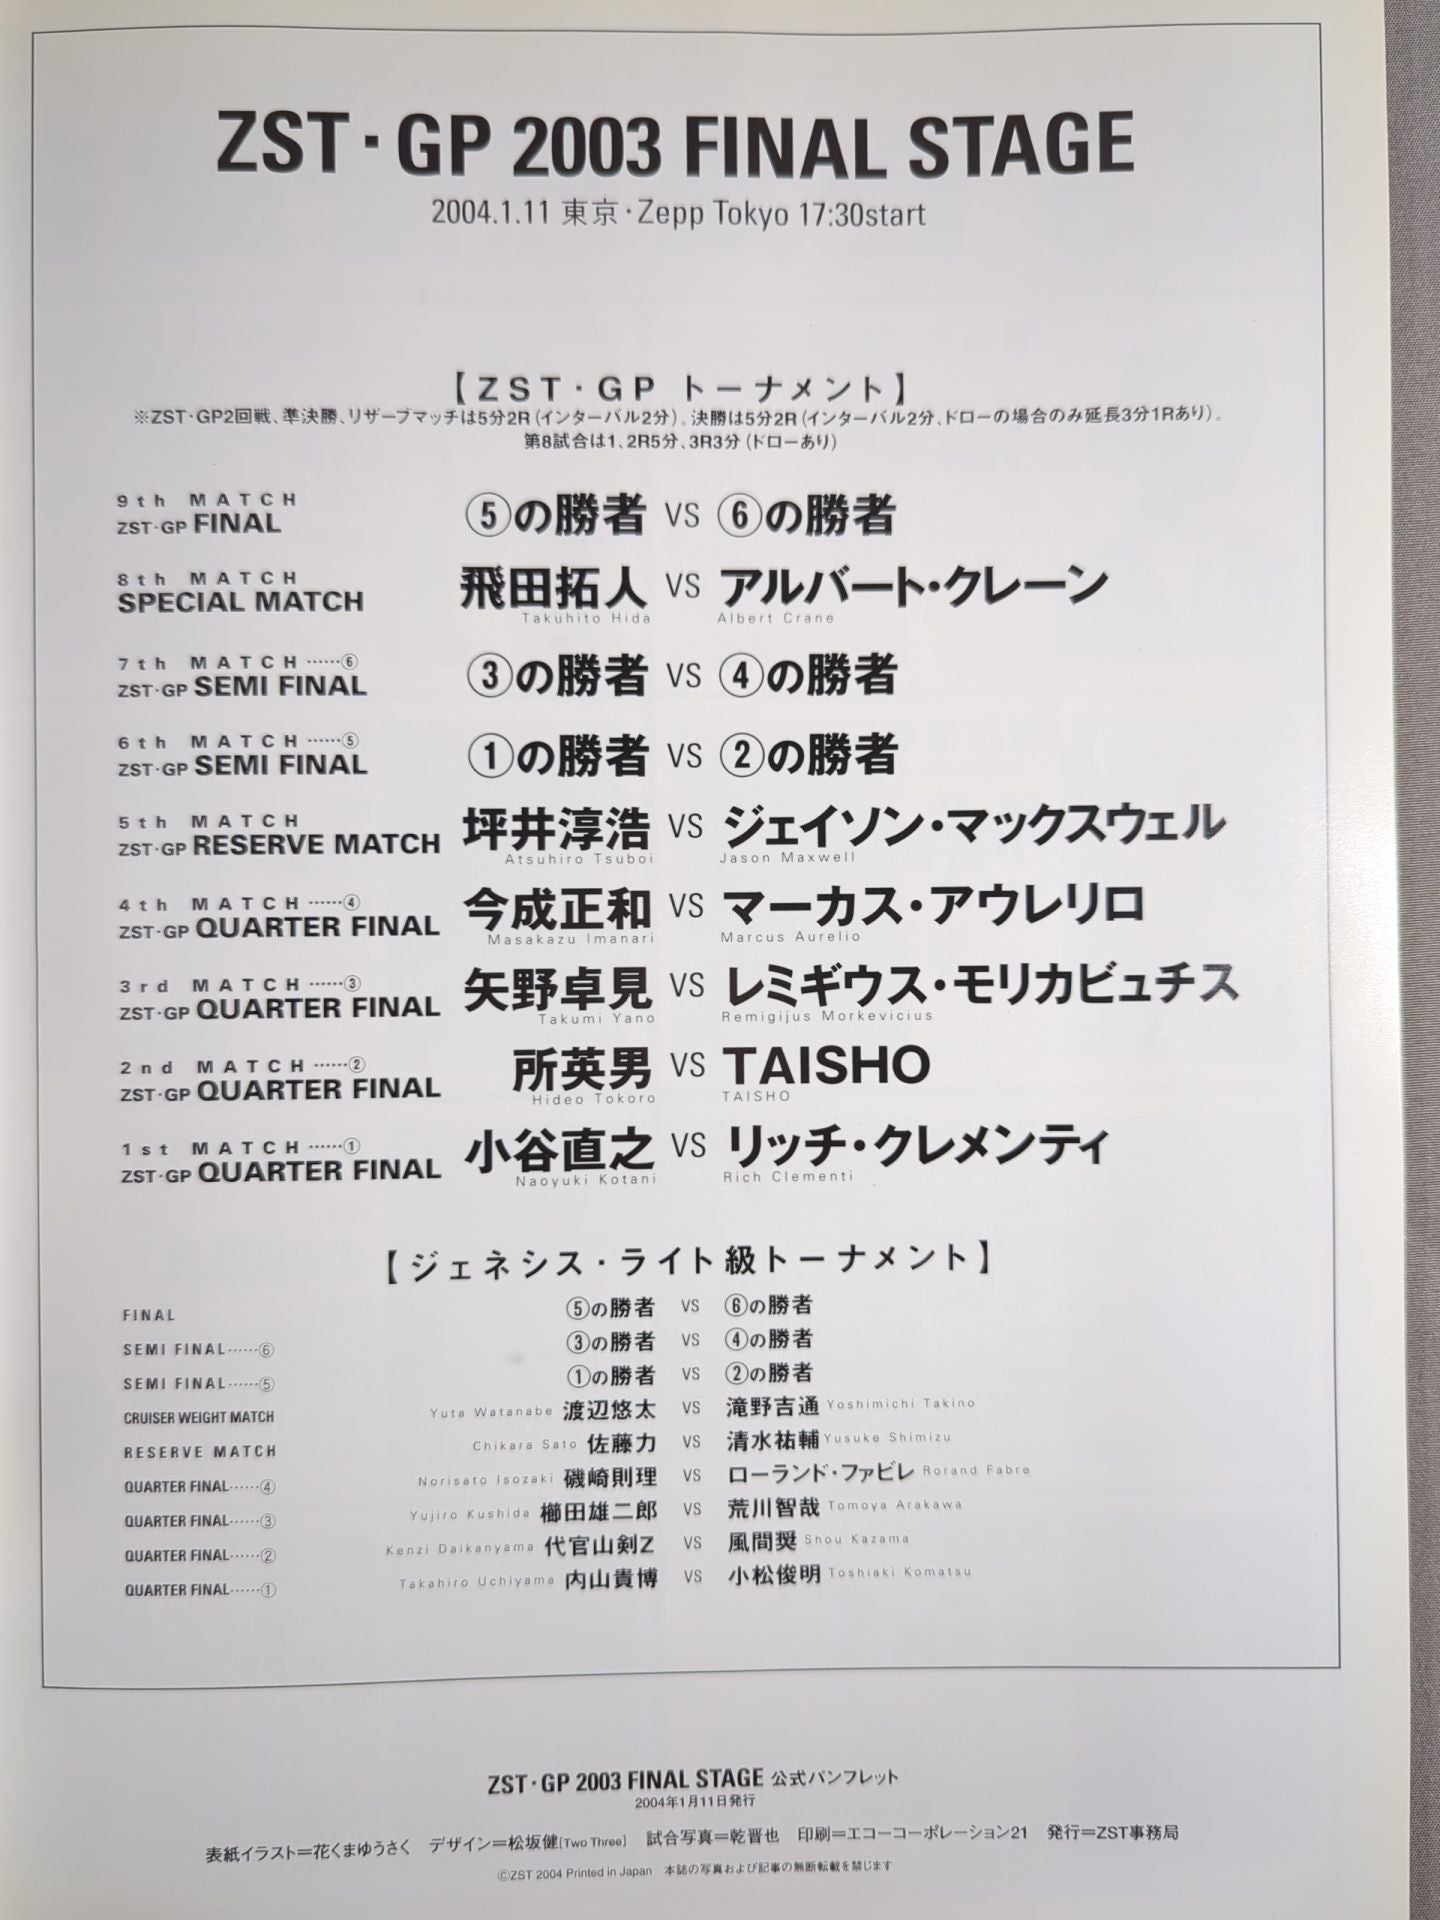 ZST・GP 2003 FINAL STAGE
2004.1.11 東京・Zepp Tokyo 17:30start
【ZST・GP トーナメント】
※ZST・GP2回戦、準決勝、リザーブマッチは5分2R(インターバル2分)。決勝は5分2R(インターバル2分、ドローの場合のみ延長3分1Rあり)。
第8試合は1、2R5分、3R3分(ドローあり)
9th MATCH
ZST・GP FINAL ⑤の勝者 VS ⑥の勝者
8th MATCH
SPECIAL MATCH 飛田拓人 VS アルバート・クレーン
Takuhito Hida Albert Crane
7th MATCH ……⑥
ZST・GP SEMI FINAL ③の勝者 VS ④の勝者
6th MATCH ……⑤
ZST・GP SEMI FINAL ①の勝者 VS ②の勝者
5th MATCH
ZST・GP RESERVE MATCH 坪井淳浩 VS ジェイソン・マックスウェル
Atsuhiro Tsuboi Jason Maxwell
4th MATCH ……④
ZST・GP QUARTER FINAL 今成正和 VS マーカス・アウレリロ
Masakazu Imanari Marcus Aurelio
3rd MATCH ……③
ZST・GP QUARTER FINAL 矢野卓見 VS レミギウス・モリカビュチス
Takumi Yano Remigijus Morkevicius
2nd MATCH ……②
ZST・GP QUARTER FINAL 所英男 VS TAISHO
Hideo Tokoro TAISHO
1st MATCH ……①
ZST・GP QUARTER FINAL 小谷直之 VS リッチ・クレメンティ
Naoyuki Kotani Rich Clementi
【ジェネシス・ライト級トーナメント】
FINAL ⑤の勝者 VS ⑥の勝者
SEMI FINAL……⑥ ③の勝者 VS ④の勝者
SEMI FINAL……⑤ ①の勝者 VS ②の勝者
CRUISER WEIGHT MATCH Yuta Watanabe 渡辺悠太 VS 滝野吉通 Yoshimichi Takino
RESERVE MATCH Chikara Sato 佐藤力 VS 清水祐輔 Yusuke Shimizu
QUARTER FINAL……④ Norisato Isozaki 磯崎則理 VS ローランド・ファビレ Rorand Fabre
QUARTER FINAL……③ Yujiro Kushida 櫛田雄二郎 VS 荒川智哉 Tomoya Arakawa
QUARTER FINAL……② Kenzi Daikanyama 代官山剣Z VS 風間奨 Shou Kazama
QUARTER FINAL……① Takahiro Uchiyama 内山貴博 VS 小松俊明 Toshiaki Komatsu
ZST・GP 2003 FINAL STAGE 公式パンフレット
2004年1月11日発行
表紙イラスト=花くまゆうさく デザイン=松坂健[Two Three] 試合写真=乾晋也 印刷=エコーコーポレーション21 発行=ZST事務局
©ZST 2004 Printed in Japan 本誌の写真および記事の無断転載を禁じます